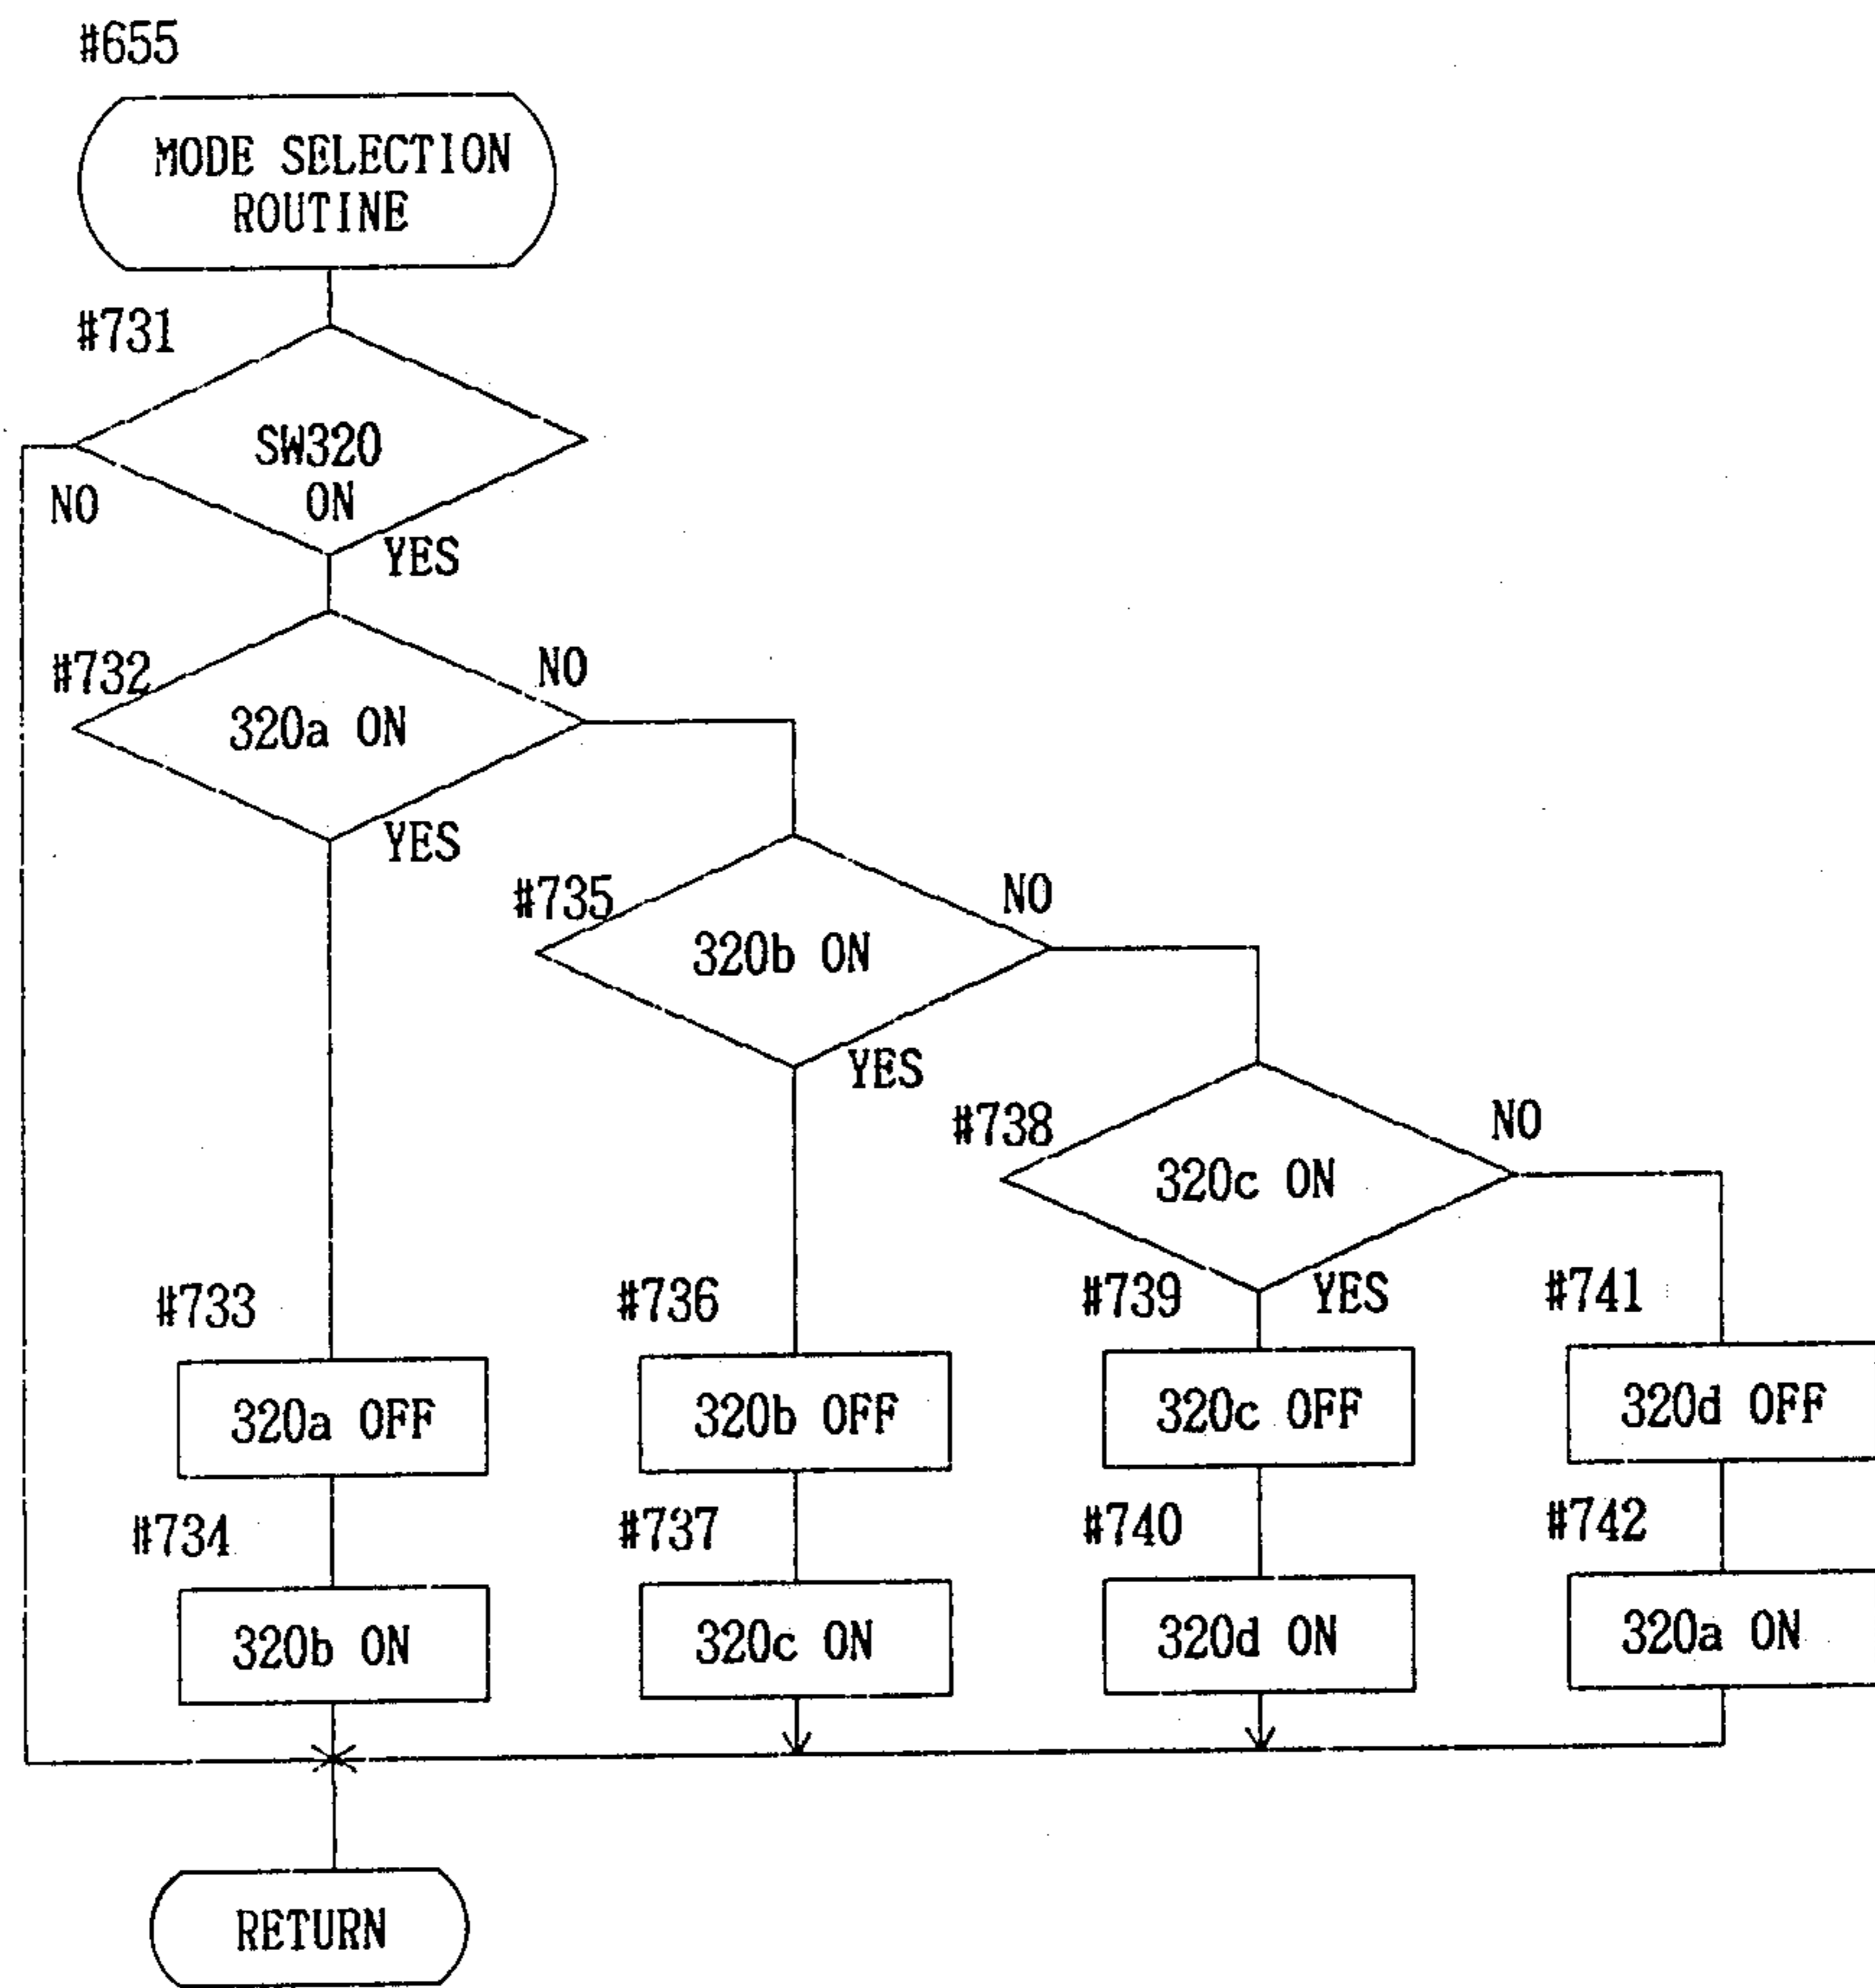 #655
MODE SELECTION
ROUTINE
#731
SW320
ON
NO
YES
#732
320a ON
NO
YES
#735
320b ON
NO
YES
#738
320c ON
NO
YES
#733
320a OFF
#734
320b ON
#736
320b OFF
#737
320c ON
#739
320c OFF
#740
320d ON
#741
320d OFF
#742
320a ON
RETURN